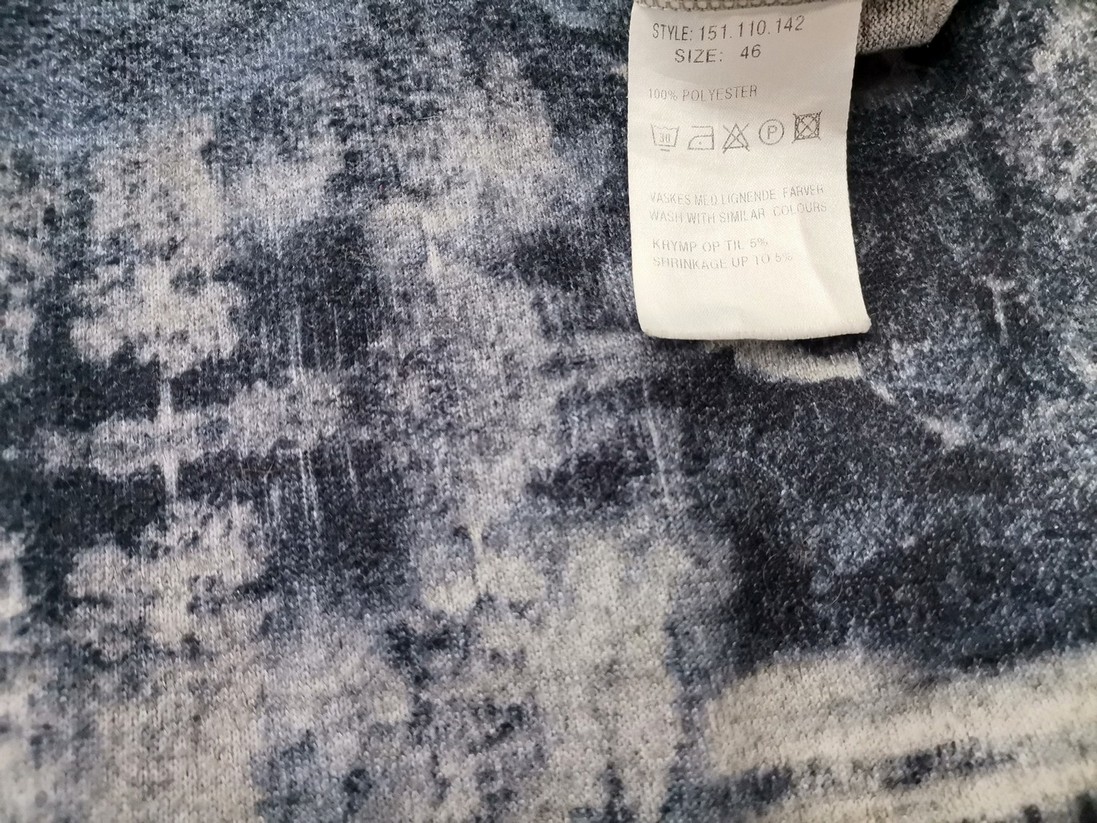 STYLE: 151.110.142
SIZE: 46
100% POLYESTER
30 P
VASKES MED LIGNENDE FARVER
WASH WITH SIMILAR COLOURS
KRYMP OP TIL 5%
SHRINKAGE UP TO 5%